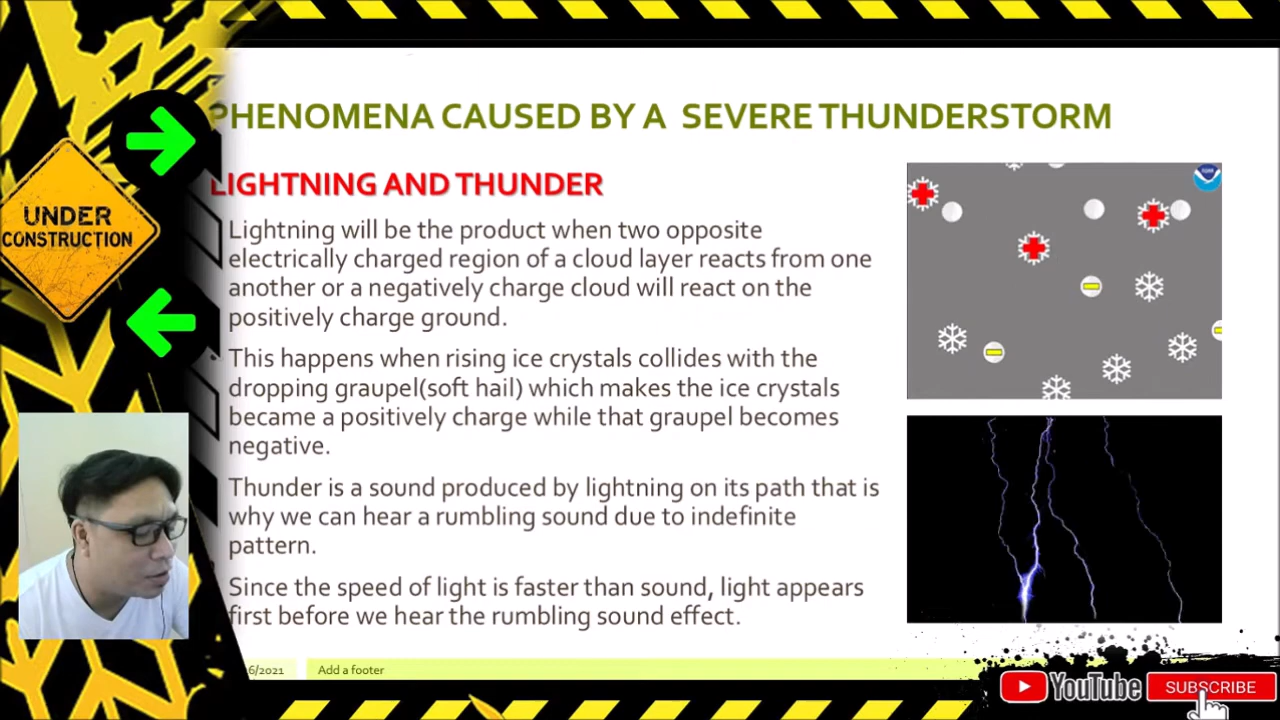 PHENOMENA CAUSED BY A SEVERE THUNDERSTORM
LIGHTNING AND THUNDER
UNDER
CONSTRUCTION
Lightning will be the product when two opposite
electrically charged region of a cloud layer reacts from one
another or a negatively charge cloud will react on the
positively charge ground.
This happens when rising ice crystals collides with the
dropping graupel(soft hail) which makes the ice crystals
became a positively charge while that graupel becomes
negative.
Thunder is a sound produced by lightning on its path that is
why we can hear a rumbling sound due to indefinite
pattern.
Since the speed of light is faster than sound, light appears
first before we hear the rumbling sound effect.
6/2021
Add a footer
YouTube
SUBSCRIBE